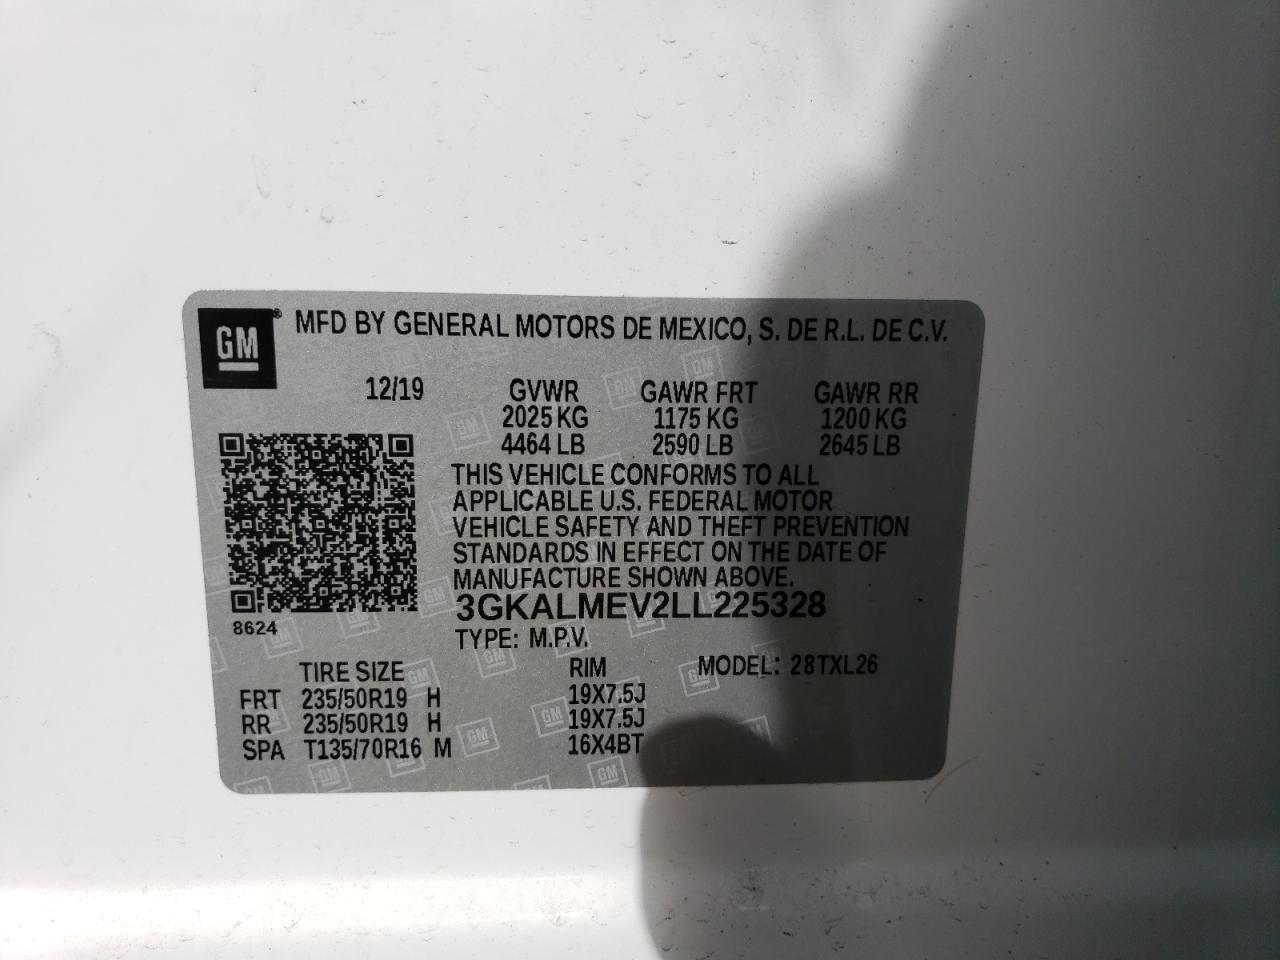 GM ® MFD BY GENERAL MOTORS DE MEXICO, S. DE R.L. DE C.V.
12/19 GVWR GAWR FRT GAWR RR
2025 KG 1175 KG 1200 KG
4464 LB 2590 LB 2645 LB
THIS VEHICLE CONFORMS TO ALL
APPLICABLE U.S. FEDERAL MOTOR
VEHICLE SAFETY AND THEFT PREVENTION
STANDARDS IN EFFECT ON THE DATE OF
MANUFACTURE SHOWN ABOVE.
3GKALMEV2LL225328
8624
TYPE: M.P.V.
TIRE SIZE RIM MODEL: 28TXL26
FRT 235/50R19 H 19X7.5J
RR 235/50R19 H 19X7.5J
SPA T135/70R16 M 16X4BT